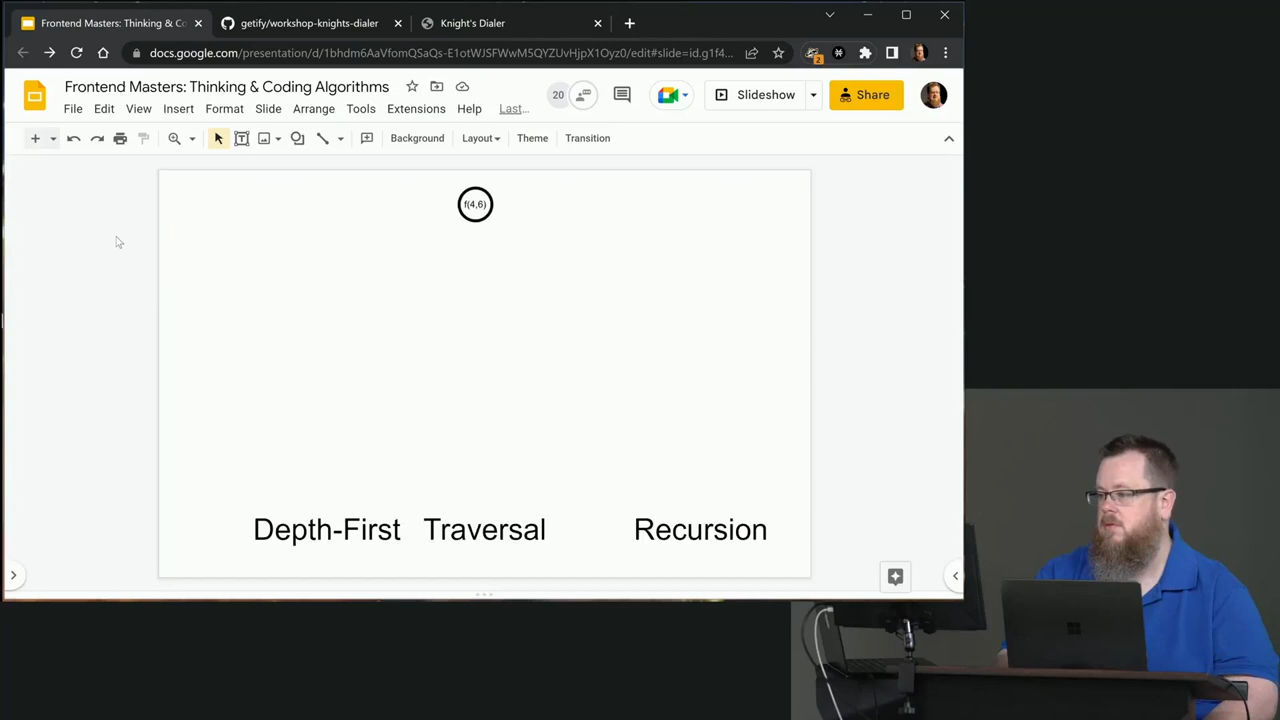 Frontend Masters: Thinking & Co
getify/workshop-knights-dialer
Knight's Dialer
docs.google.com/presentation/d/1bhdm6AaVfomQSaQs-E1otWJSFWwM5QYZUvHjpX1Oyz0/edit#slide=id.g1f4...
2
Frontend Masters: Thinking & Coding Algorithms
File Edit View Insert Format Slide Arrange Tools Extensions Help Last...
20
Slideshow
Share
Background Layout Theme Transition
f(4,6)
Depth-First Traversal Recursion